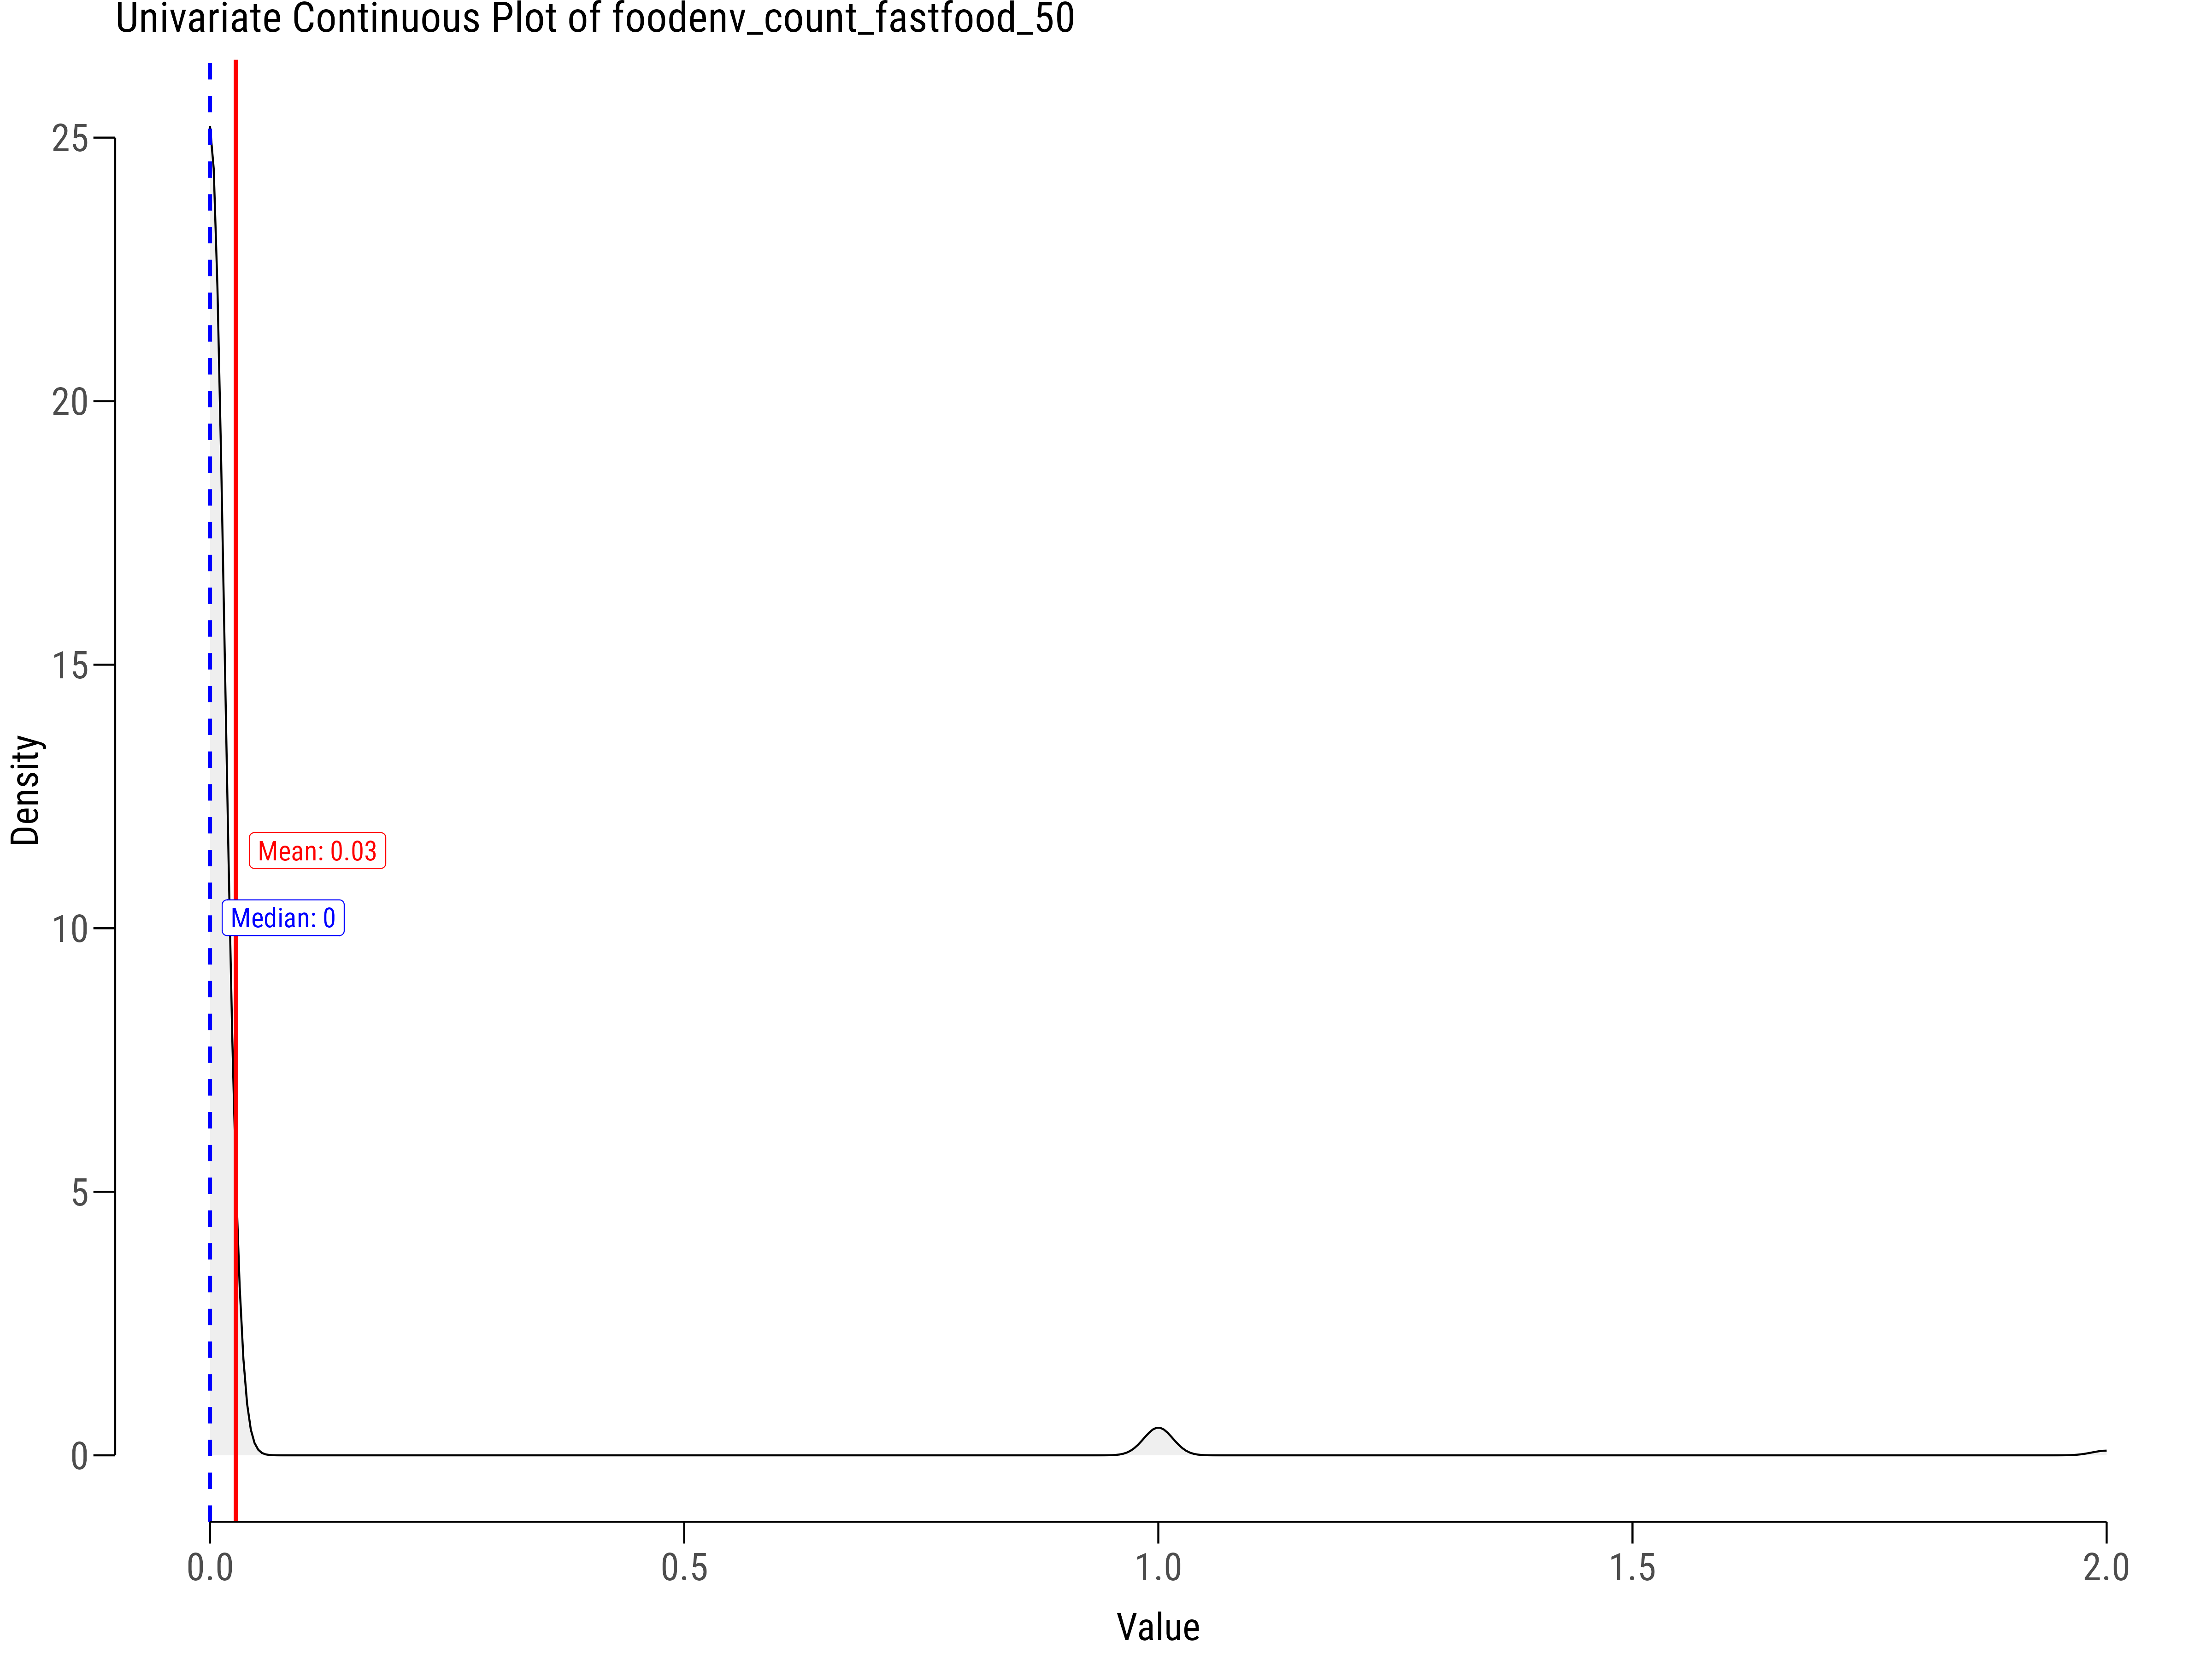 Univariate Continuous Plot of foodenv_count_fastfood_50
25
20
15
10
5
0
Density
Mean: 0.03
Median: 0
0.0 0.5 1.0 1.5 2.0
Value